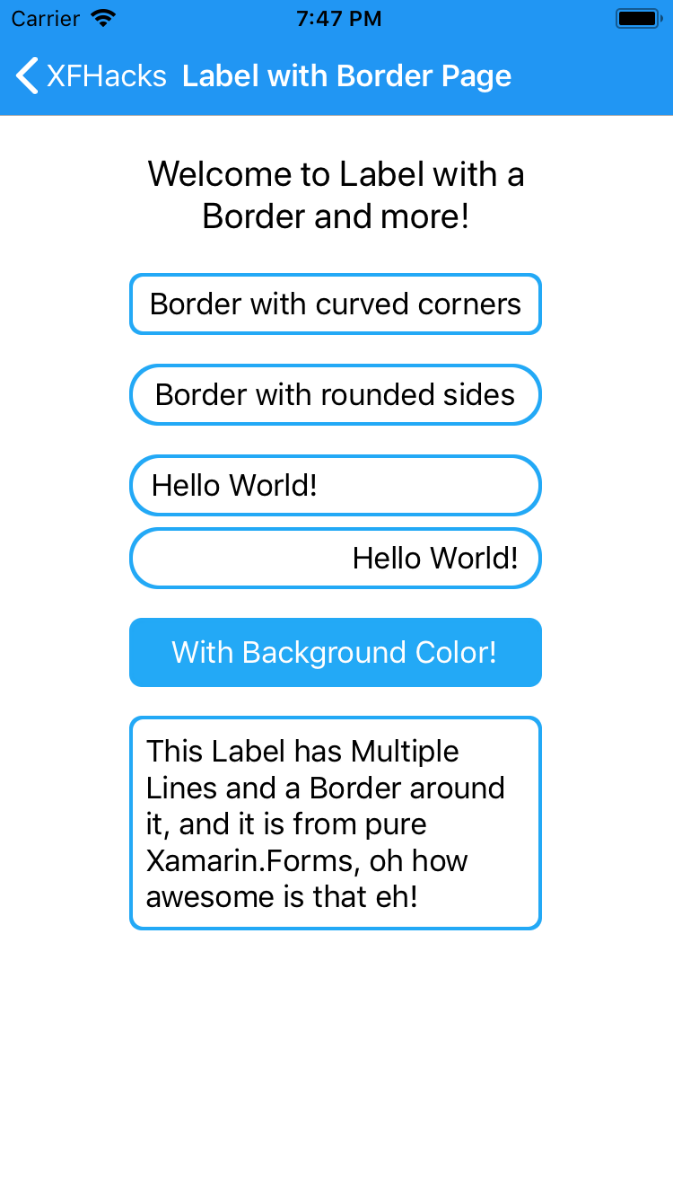 Carrier 7:47 PM
XFHacks Label with Border Page
Welcome to Label with a
Border and more!
Border with curved corners
Border with rounded sides
Hello World!
Hello World!
With Background Color!
This Label has Multiple
Lines and a Border around
it, and it is from pure
Xamarin.Forms, oh how
awesome is that eh!